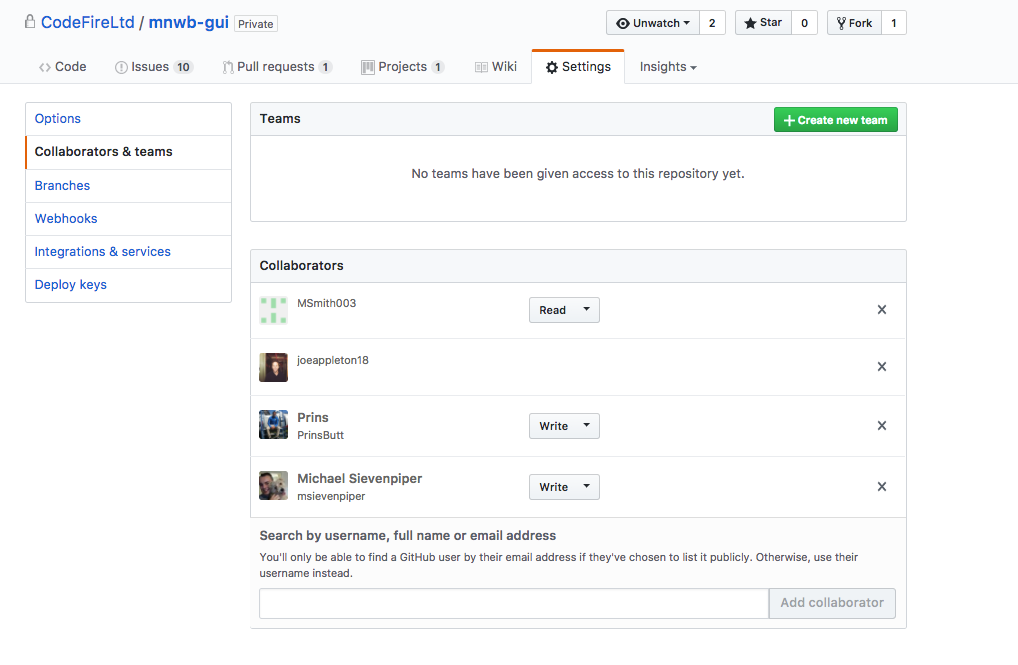 CodeFireLtd / mnwb-gui Private
Unwatch 2 Star 0 Fork 1
Code Issues 10 Pull requests 1 Projects 1 Wiki Settings Insights
Options
Collaborators & teams
Branches
Webhooks
Integrations & services
Deploy keys
Teams
Create new team
No teams have been given access to this repository yet.
Collaborators
MSmith003
Read
joeappleton18
Prins
PrinsButt
Write
Michael Sievenpiper
msievenpiper
Write
Search by username, full name or email address
You'll only be able to find a GitHub user by their email address if they've chosen to list it publicly. Otherwise, use their
username instead.
Add collaborator